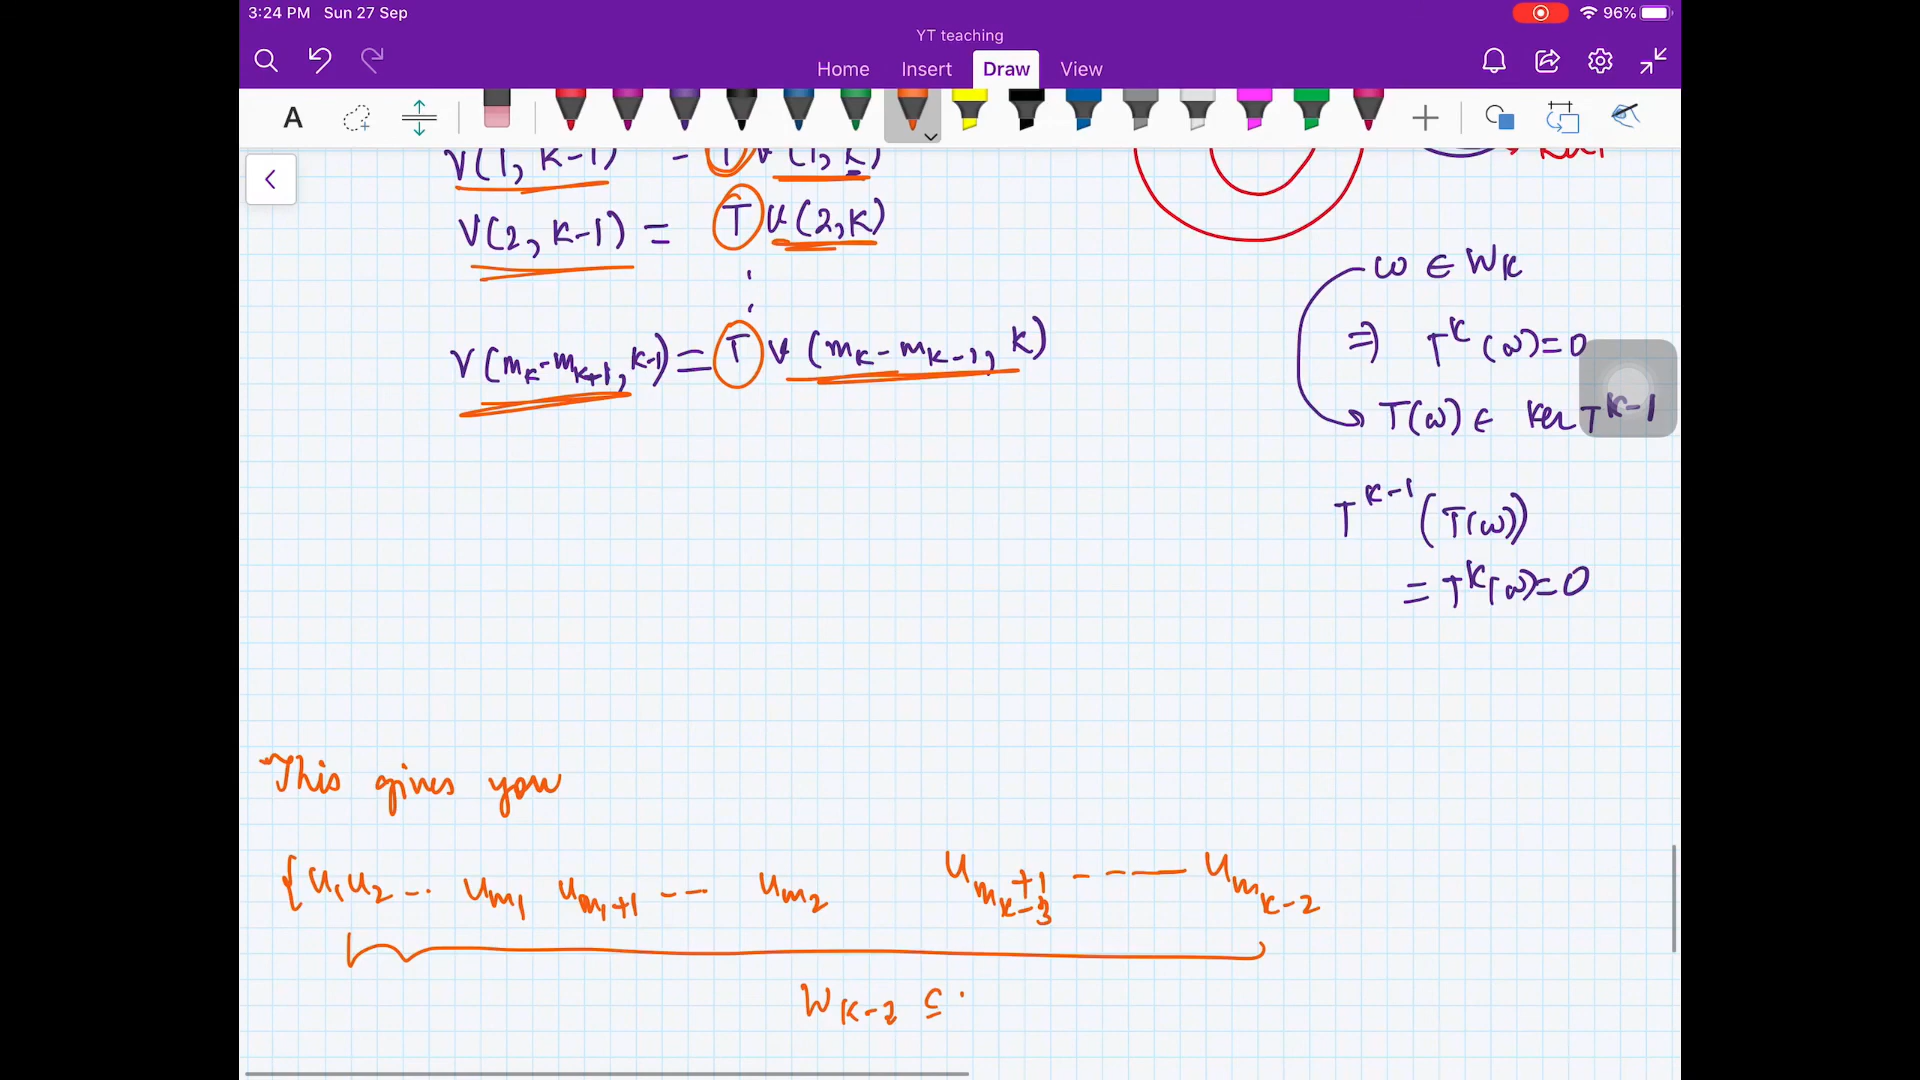 3:24 PM Sun 27 Sep
96%
YT teaching
Home Insert Draw View
A
V(1, K-1) = T V(1, K)
V(2, K-1) = T V(2, K)
⋮
V(m_K - m_{K+1}, K-1) = T V(m_K - m_{K-1}, K)
w ∈ W_K
⇒ T^K (w) = 0
T(w) ∈ Ker T^{K-1}
T^{K-1} (T(w))
= T^K (w) = 0
This gives you
{u_1 u_2 ... u_{m_1} u_{m_1+1} -- u_{m_2} u_{m_{K-3}+1} ----- u_{m_{K-2}}
W_{K-2} ⊆